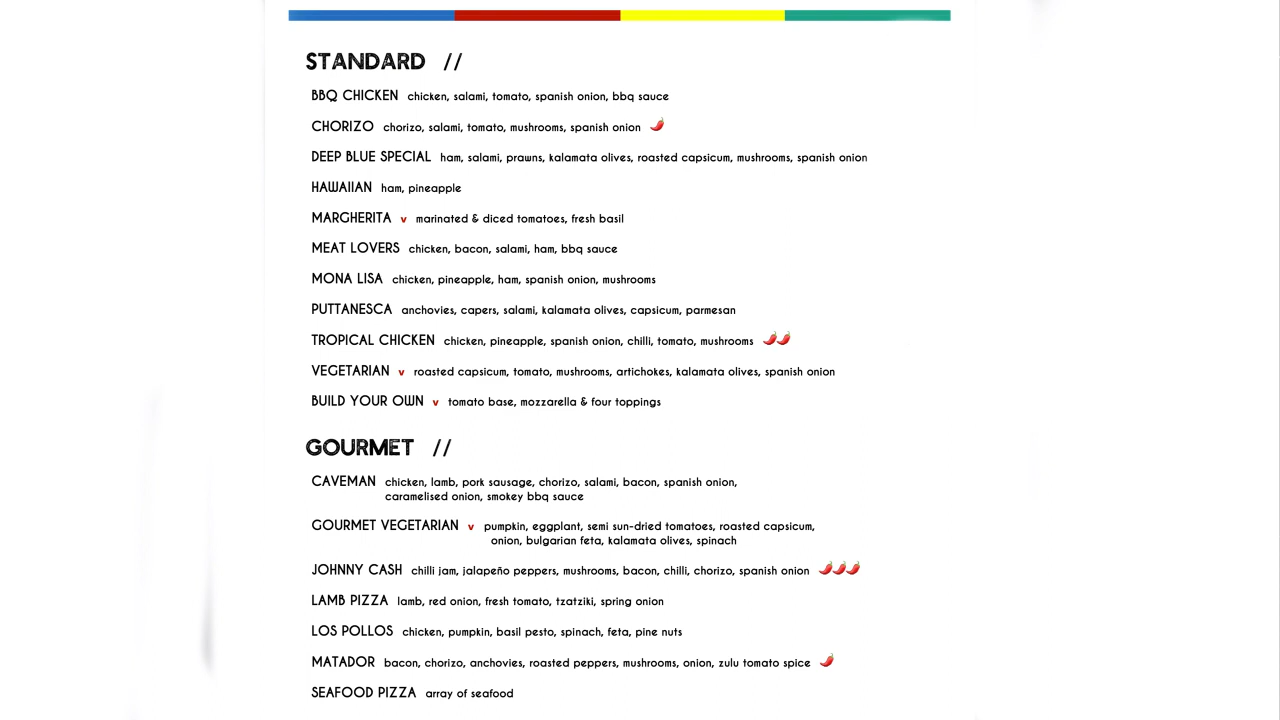 STANDARD //
BBQ CHICKEN chicken, salami, tomato, spanish onion, bbq sauce
CHORIZO chorizo, salami, tomato, mushrooms, spanish onion
DEEP BLUE SPECIAL ham, salami, prawns, kalamata olives, roasted capsicum, mushrooms, spanish onion
HAWAIIAN ham, pineapple
MARGHERITA v marinated & diced tomatoes, fresh basil
MEAT LOVERS chicken, bacon, salami, ham, bbq sauce
MONA LISA chicken, pineapple, ham, spanish onion, mushrooms
PUTTANESCA anchovies, capers, salami, kalamata olives, capsicum, parmesan
TROPICAL CHICKEN chicken, pineapple, spanish onion, chilli, tomato, mushrooms
VEGETARIAN v roasted capsicum, tomato, mushrooms, artichokes, kalamata olives, spanish onion
BUILD YOUR OWN v tomato base, mozzarella & four toppings
GOURMET //
CAVEMAN chicken, lamb, pork sausage, chorizo, salami, bacon, spanish onion,
caramelised onion, smokey bbq sauce
GOURMET VEGETARIAN v pumpkin, eggplant, semi sun-dried tomatoes, roasted capsicum,
onion, bulgarian feta, kalamata olives, spinach
JOHNNY CASH chilli jam, jalapeño peppers, mushrooms, bacon, chilli, chorizo, spanish onion
LAMB PIZZA lamb, red onion, fresh tomato, tzatziki, spring onion
LOS POLLOS chicken, pumpkin, basil pesto, spinach, feta, pine nuts
MATADOR bacon, chorizo, anchovies, roasted peppers, mushrooms, onion, zulu tomato spice
SEAFOOD PIZZA array of seafood